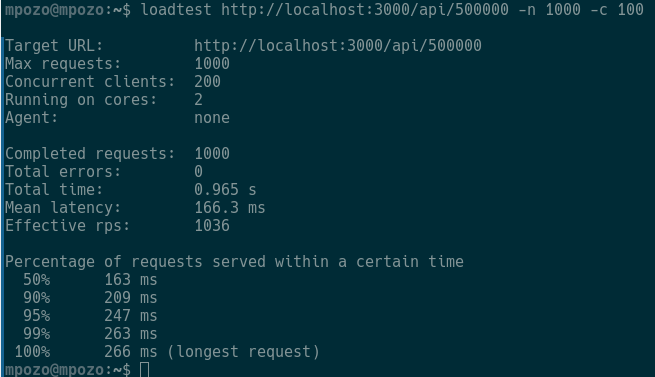 mpozo@mpozo:~$ loadtest http://localhost:3000/api/500000 -n 1000 -c 100
Target URL: http://localhost:3000/api/500000
Max requests: 1000
Concurrent clients: 200
Running on cores: 2
Agent: none
Completed requests: 1000
Total errors: 0
Total time: 0.965 s
Mean latency: 166.3 ms
Effective rps: 1036
Percentage of requests served within a certain time
50% 163 ms
90% 209 ms
95% 247 ms
99% 263 ms
100% 266 ms (longest request)
mpozo@mpozo:~$